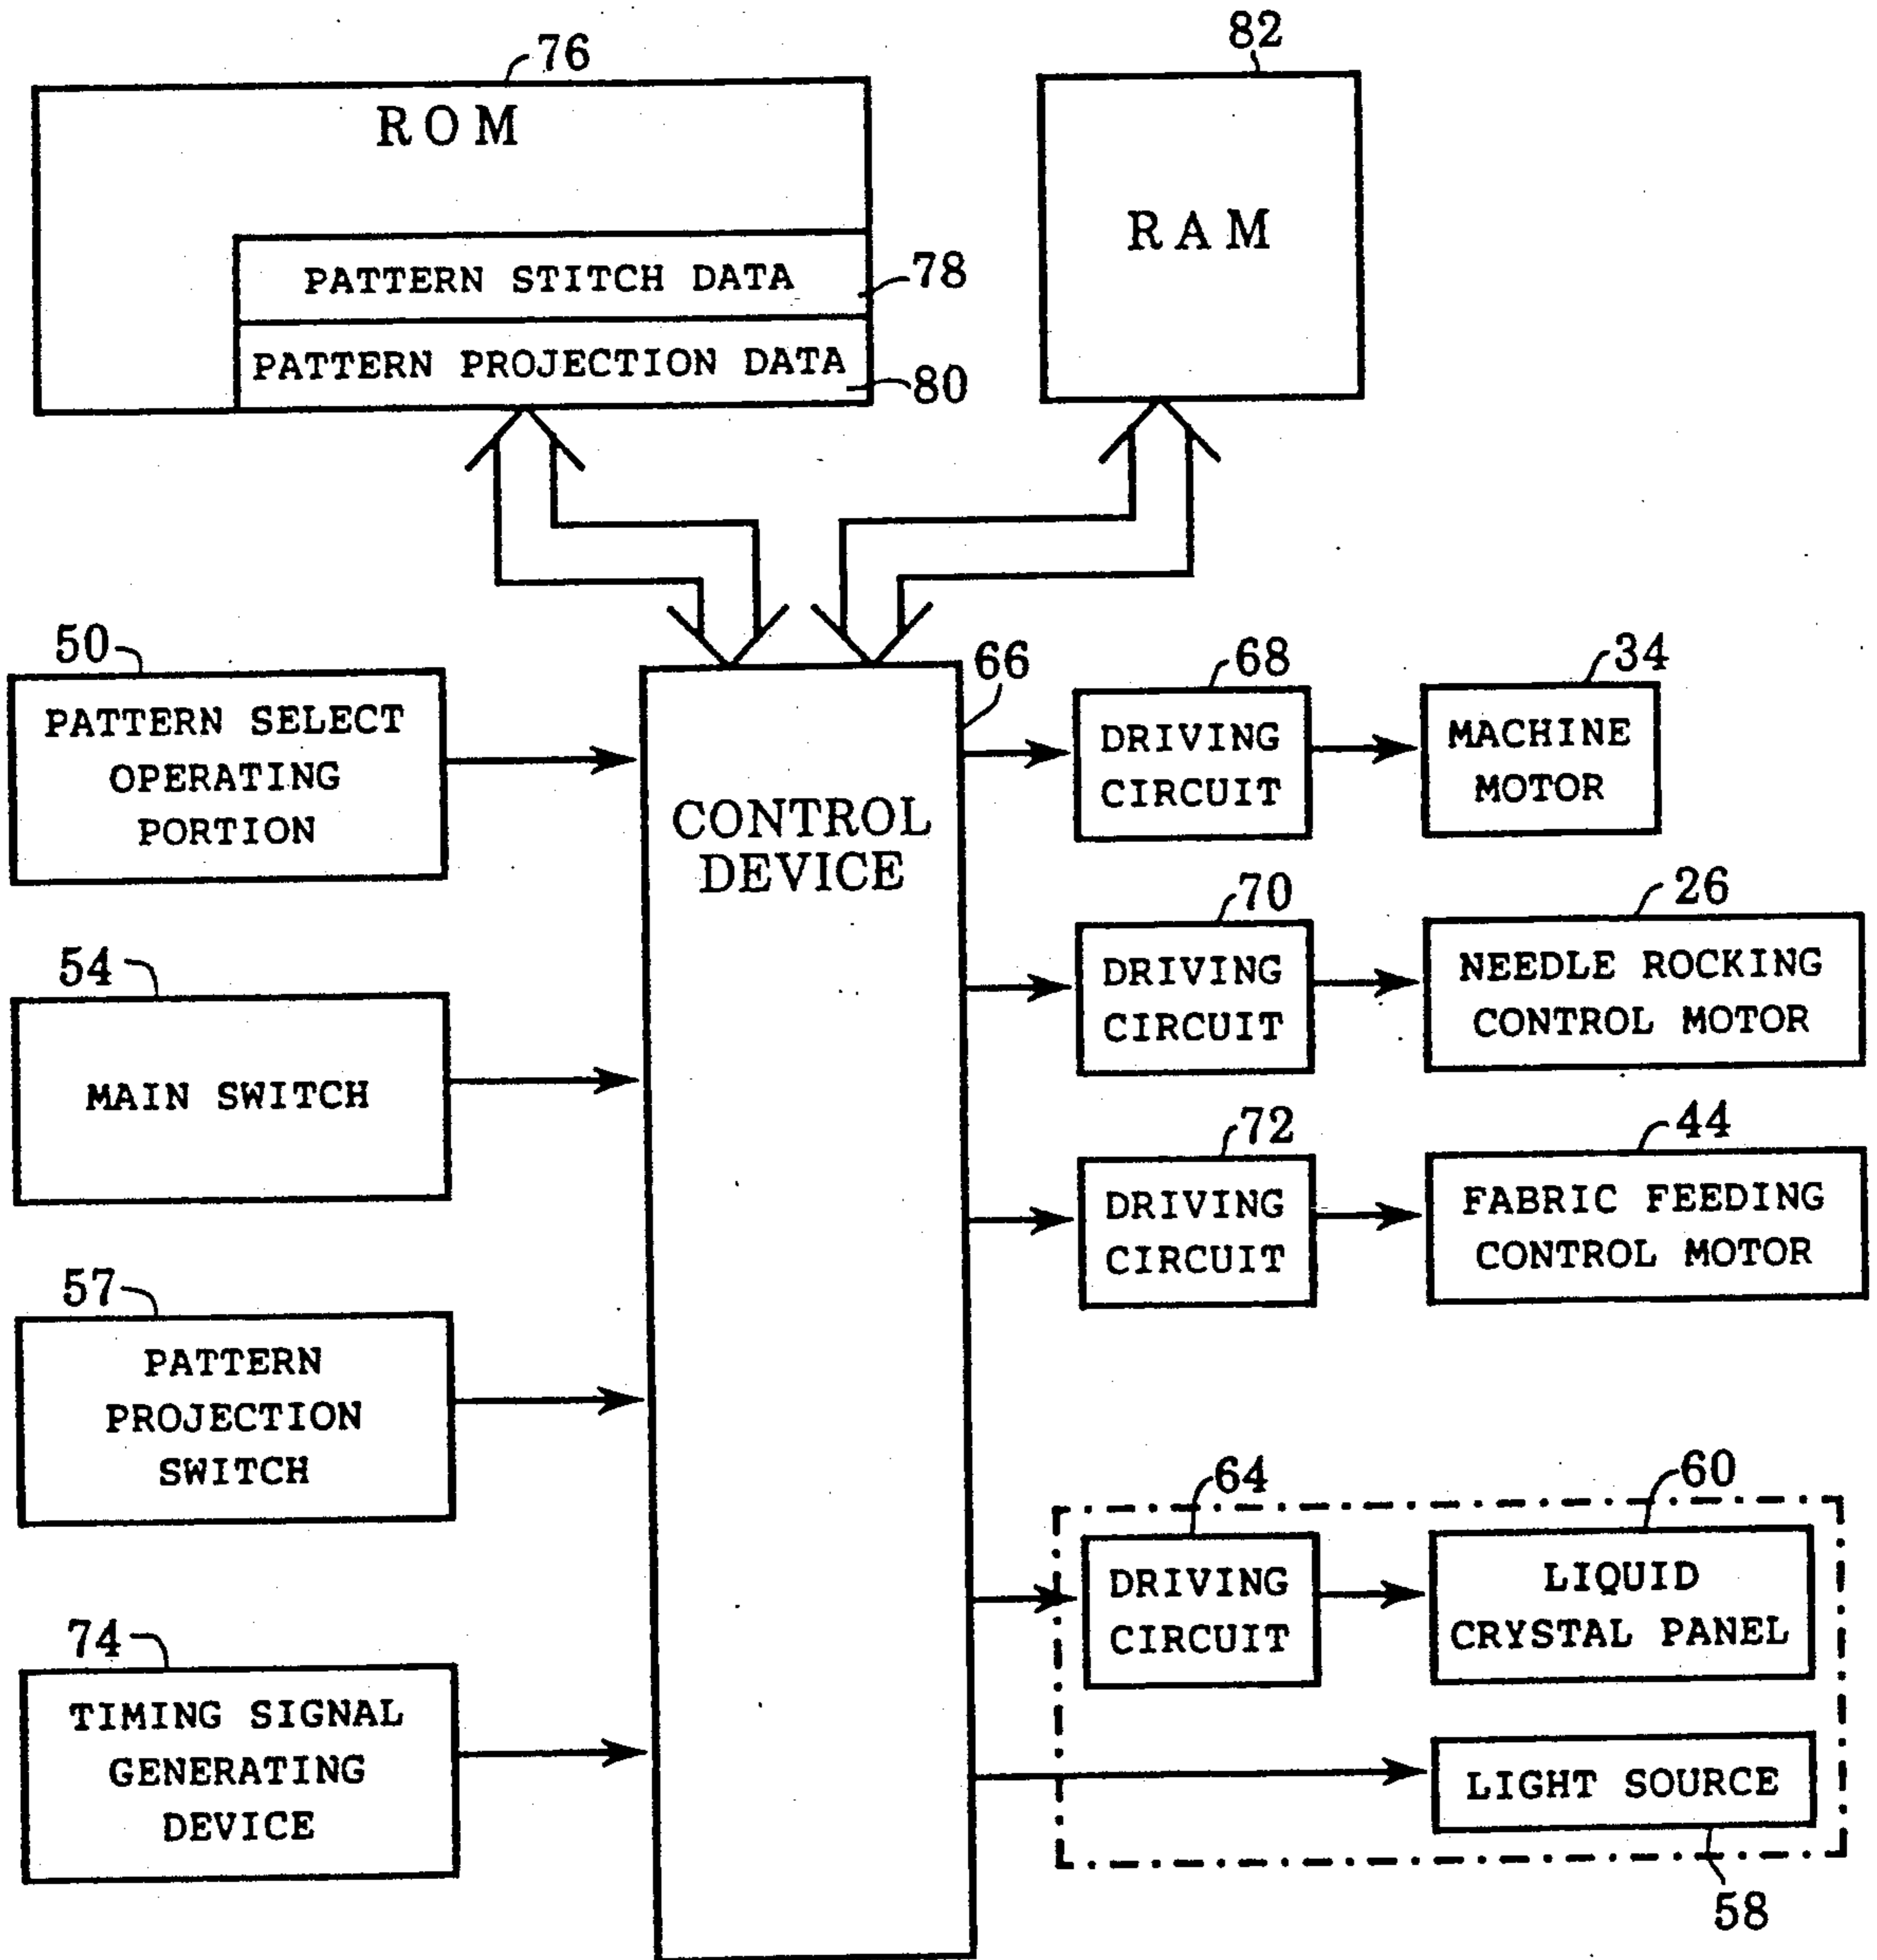 76
ROM
PATTERN STITCH DATA
78
PATTERN PROJECTION DATA
80
82
RAM
50
PATTERN SELECT
OPERATING
PORTION
54
MAIN SWITCH
57
PATTERN
PROJECTION
SWITCH
74
TIMING SIGNAL
GENERATING
DEVICE
66
CONTROL
DEVICE
68
DRIVING
CIRCUIT
34
MACHINE
MOTOR
70
DRIVING
CIRCUIT
26
NEEDLE ROCKING
CONTROL MOTOR
72
DRIVING
CIRCUIT
44
FABRIC FEEDING
CONTROL MOTOR
64
DRIVING
CIRCUIT
60
LIQUID
CRYSTAL PANEL
LIGHT SOURCE
58